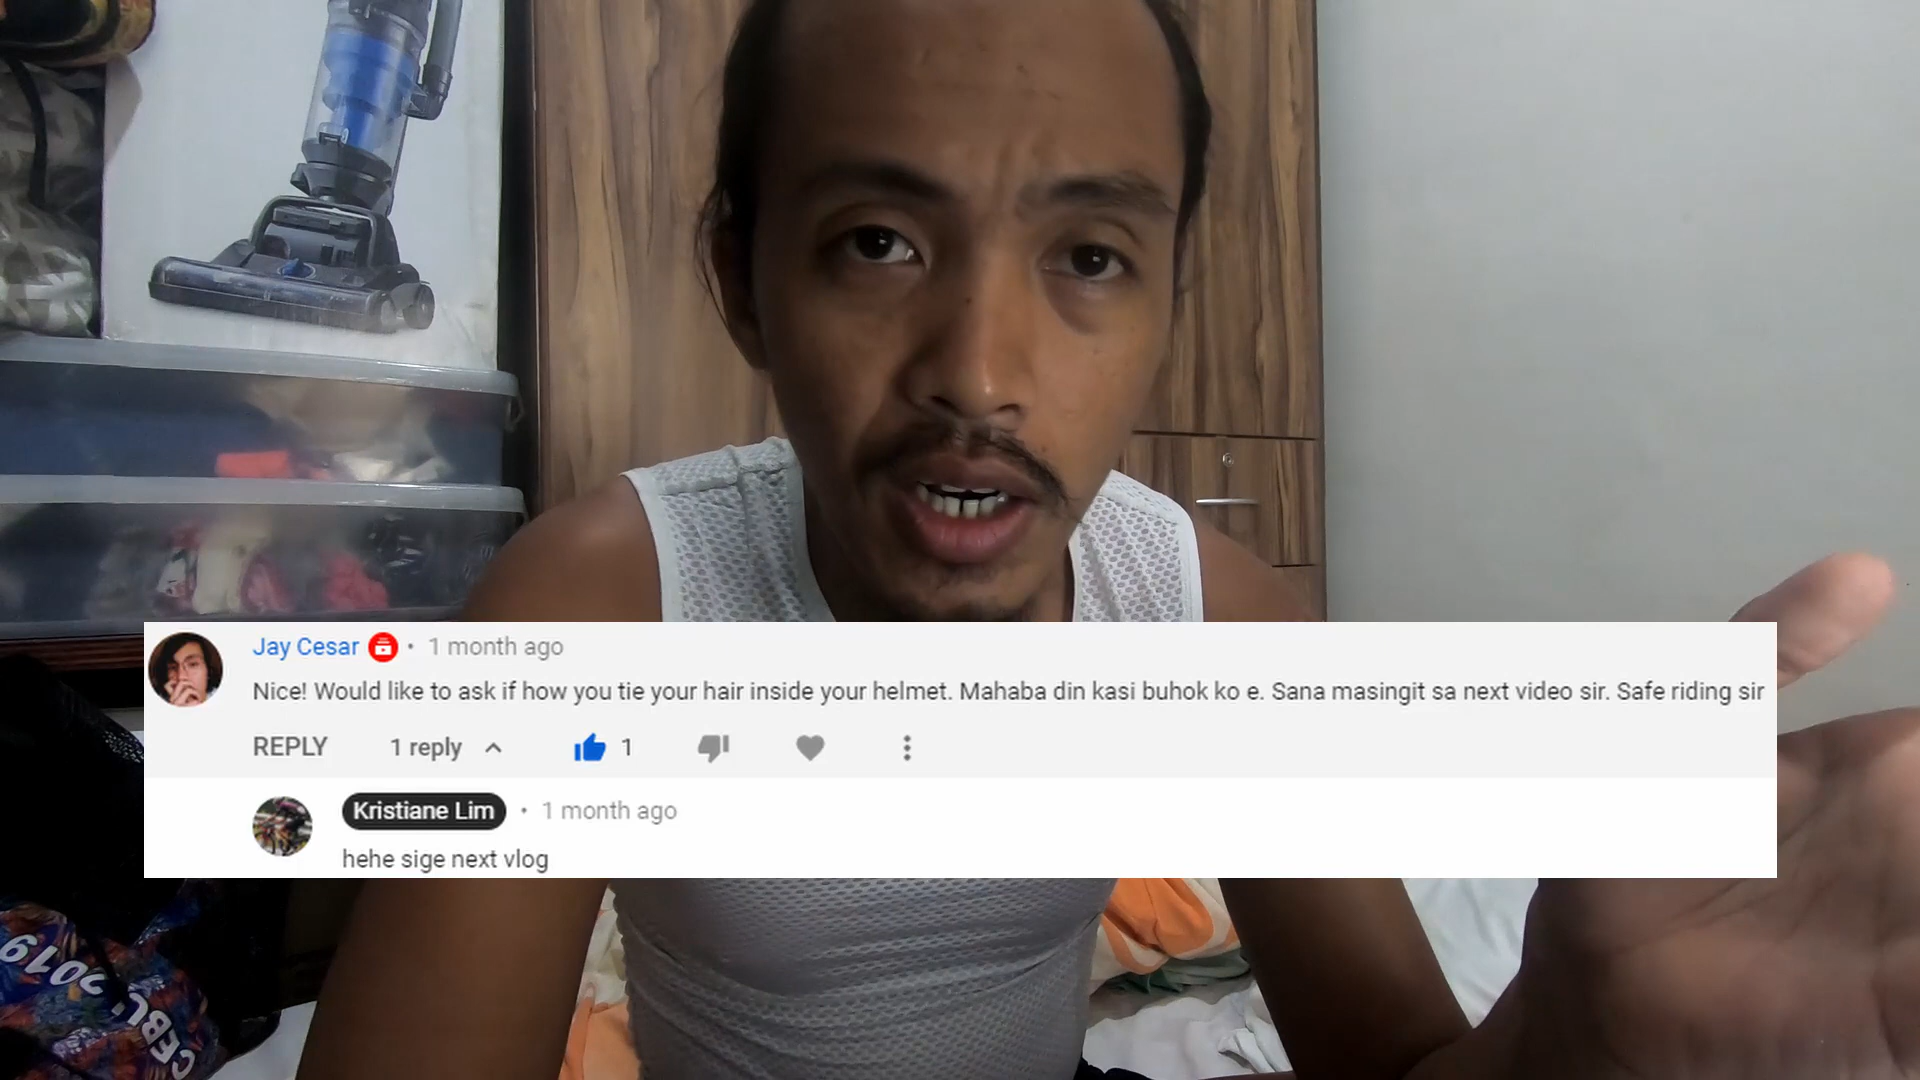 Jay Cesar • 1 month ago
Nice! Would like to ask if how you tie your hair inside your helmet. Mahaba din kasi buhok ko e. Sana masingit sa next video sir. Safe riding sir
REPLY 1 reply 1
Kristiane Lim • 1 month ago
hehe sige next vlog
2019
CEBU